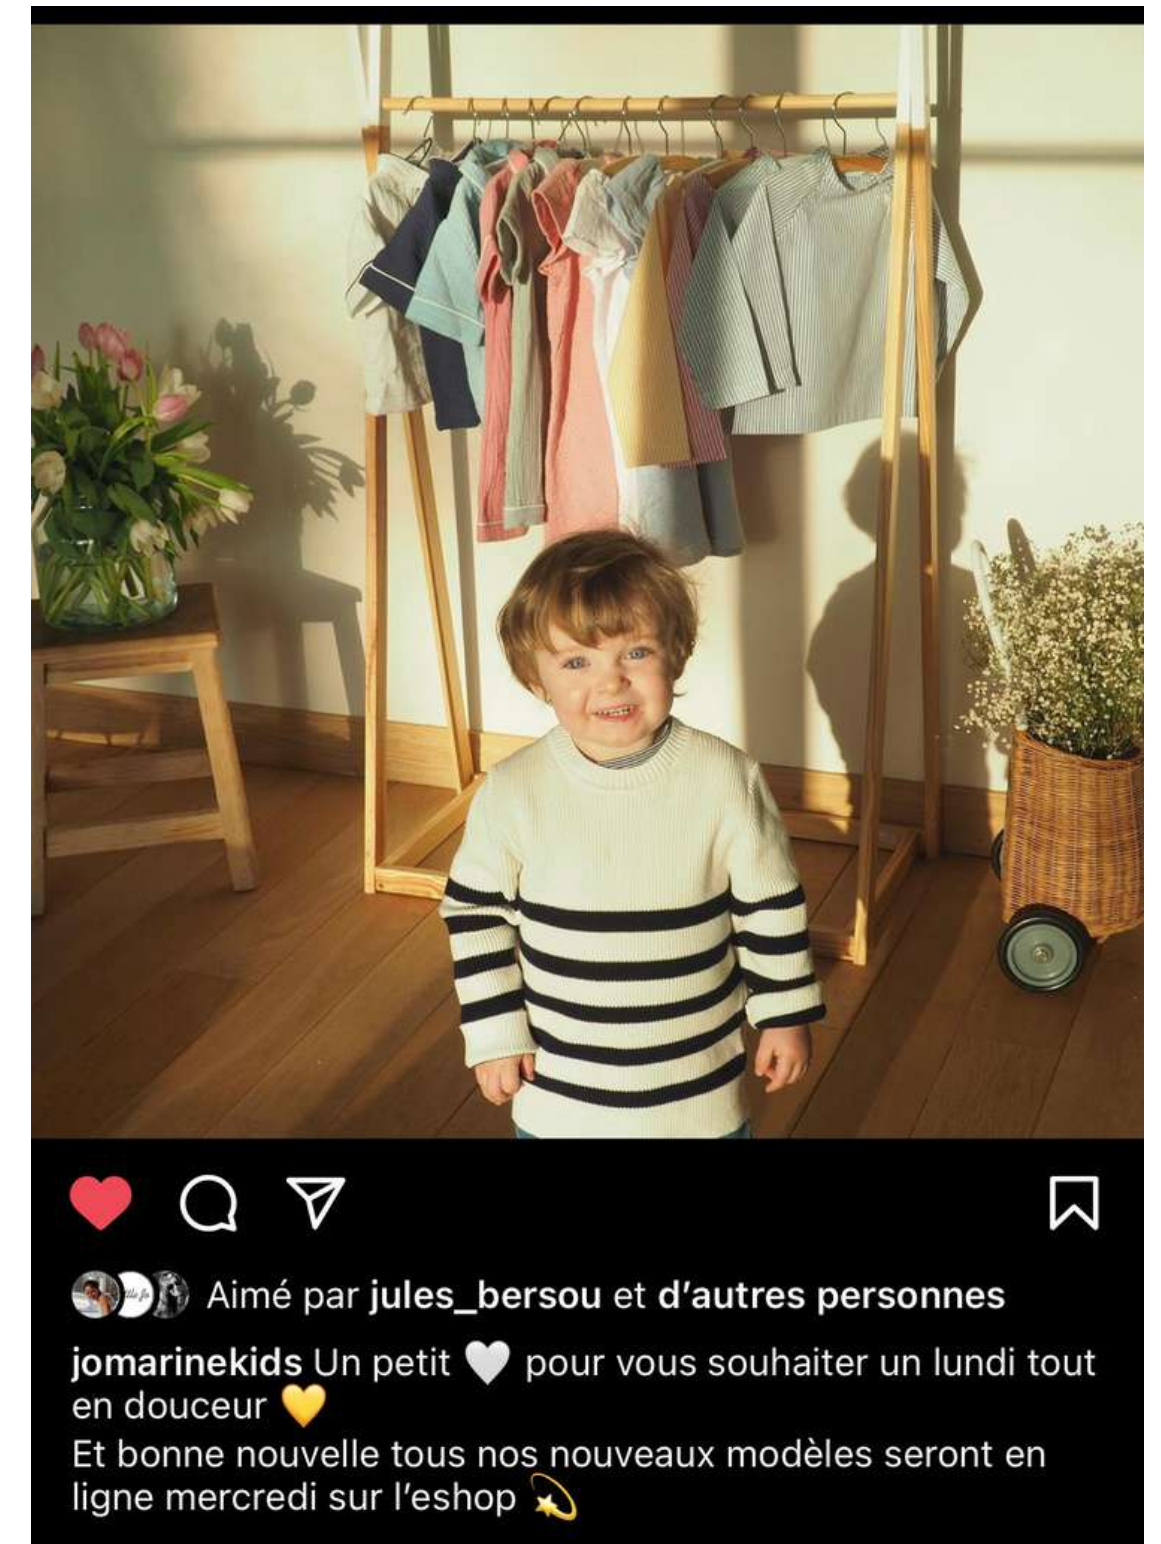 Aimé par jules_bersou et d'autres personnes
jomarinekids Un petit 🤍 pour vous souhaiter un lundi tout
en douceur 💛
Et bonne nouvelle tous nos nouveaux modèles seront en
ligne mercredi sur l'eshop 💫